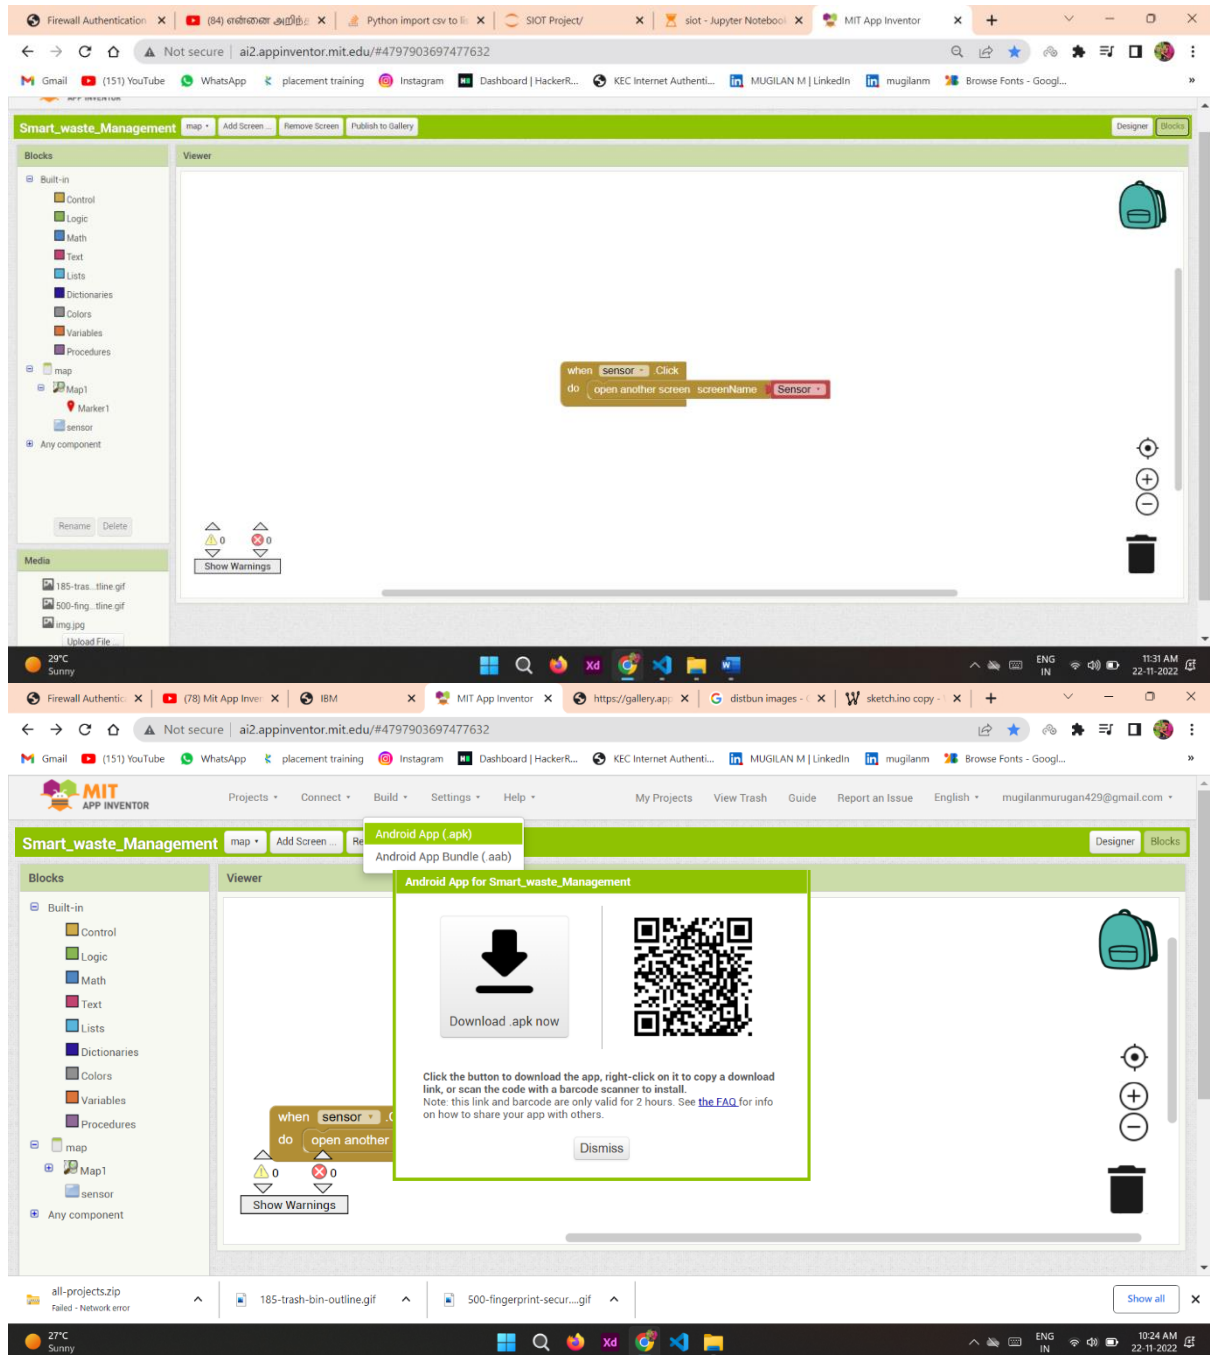 Firewall Authentication
(84) என்னை அறிந்
Python import csv to li
SIOT Project/
siot - Jupyter Notebook
MIT App Inventor
Not secure | ai2.appinventor.mit.edu/#4797903697477632
Gmail (151) YouTube WhatsApp placement training Instagram Dashboard | HackerR... KEC Internet Authenti... MUGILAN M | LinkedIn mugilanm Browse Fonts - Googl... »
APP INVENTOR
Smart_waste_Management map Add Screen ... Remove Screen Publish to Gallery Designer Blocks
Blocks Viewer
Built-in
Control
Logic
Math
Text
Lists
Dictionaries
Colors
Variables
Procedures
map
Map1
Marker1
sensor
Any component
when sensor .Click
do open another screen screenName Sensor
Rename Delete
0 0
Show Warnings
Media
185-tras...tline.gif
500-fing...tline.gif
img.jpg
Upload File ...
29°C
Sunny
Xd
ENG
IN
11:31 AM
22-11-2022
Firewall Authentic
(78) Mit App Inver
IBM
MIT App Inventor
https://gallery.app
distbun images - G
sketch.ino copy - W
Not secure | ai2.appinventor.mit.edu/#4797903697477632
Gmail (151) YouTube WhatsApp placement training Instagram Dashboard | HackerR... KEC Internet Authenti... MUGILAN M | LinkedIn mugilanm Browse Fonts - Googl... »
MIT
APP INVENTOR
Projects Connect Build Settings Help My Projects View Trash Guide Report an Issue English mugilanmurugan429@gmail.com
Android App (.apk)
Android App Bundle (.aab)
Smart_waste_Management map Add Screen ... Re Designer Blocks
Blocks Viewer
Android App for Smart_waste_Management
Built-in
Control
Logic
Math
Text
Lists
Dictionaries
Colors
Variables
Procedures
map
Map1
sensor
Any component
Download .apk now
Click the button to download the app, right-click on it to copy a download
link, or scan the code with a barcode scanner to install.
Note: this link and barcode are only valid for 2 hours. See the FAQ for info
on how to share your app with others.
Dismiss
when sensor .C
do open another
0 0
Show Warnings
all-projects.zip
Failed - Network error
185-trash-bin-outline.gif
500-fingerprint-secur....gif
Show all
27°C
Sunny
Xd
ENG
IN
10:24 AM
22-11-2022